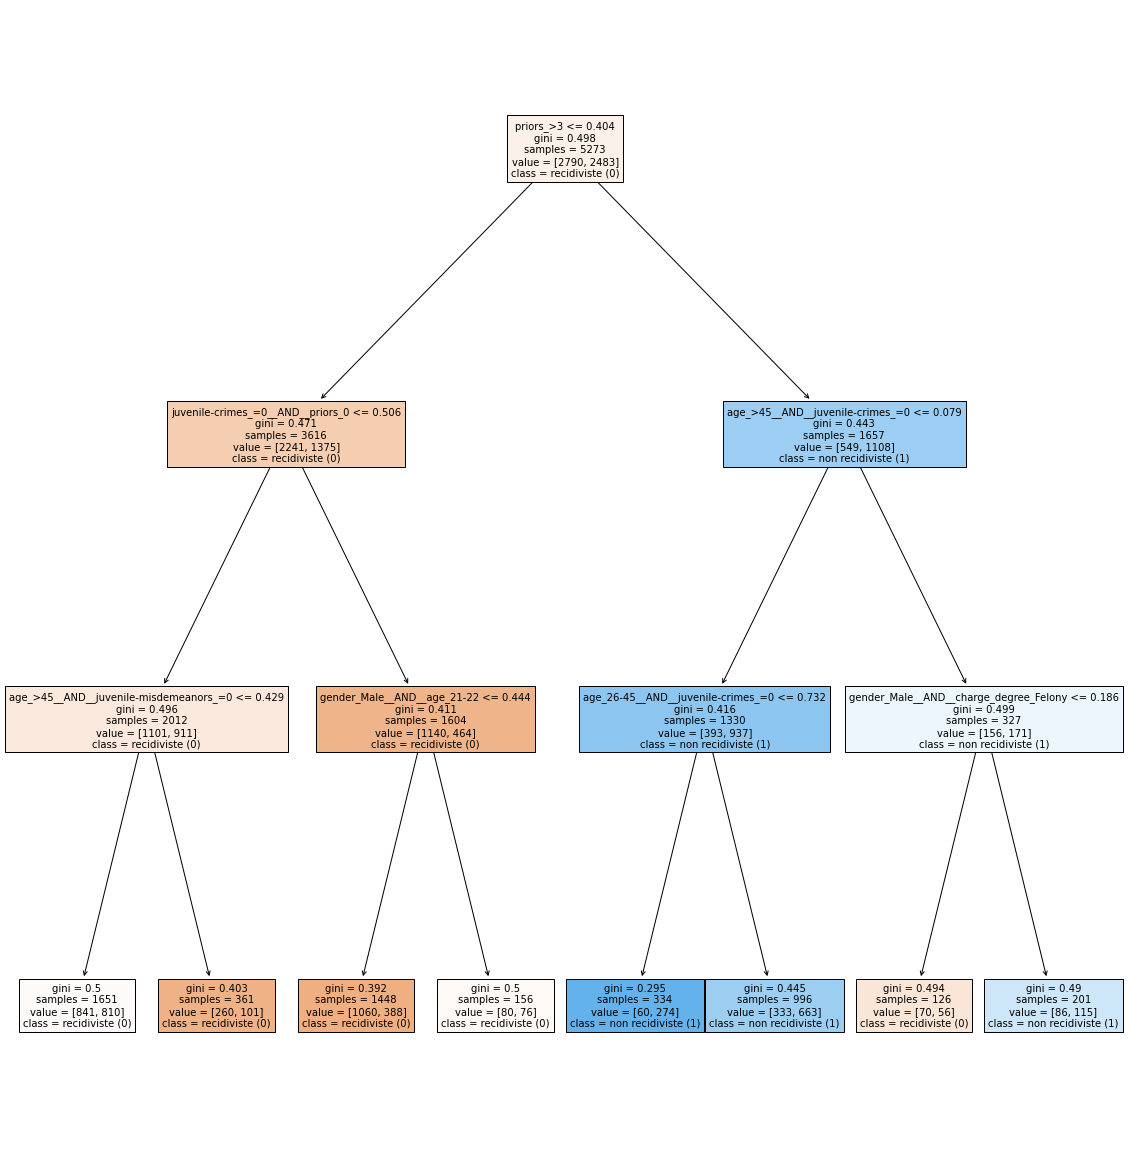 priors_>3 <= 0.404
gini = 0.498
samples = 5273
value = [2790, 2483]
class = recidiviste (0)
juvenile-crimes_=0__AND__priors_0 <= 0.506
gini = 0.471
samples = 3616
value = [2241, 1375]
class = recidiviste (0)
age_>45__AND__juvenile-crimes_=0 <= 0.079
gini = 0.443
samples = 1657
value = [549, 1108]
class = non recidiviste (1)
age_>45__AND__juvenile-misdemeanors_=0 <= 0.429
gini = 0.496
samples = 2012
value = [1101, 911]
class = recidiviste (0)
gender_Male__AND__age_21-22 <= 0.444
gini = 0.411
samples = 1604
value = [1140, 464]
class = recidiviste (0)
age_26-45__AND__juvenile-crimes_=0 <= 0.732
gini = 0.416
samples = 1330
value = [393, 937]
class = non recidiviste (1)
gender_Male__AND__charge_degree_Felony <= 0.186
gini = 0.499
samples = 327
value = [156, 171]
class = non recidiviste (1)
gini = 0.5
samples = 1651
value = [841, 810]
class = recidiviste (0)
gini = 0.403
samples = 361
value = [260, 101]
class = recidiviste (0)
gini = 0.392
samples = 1448
value = [1060, 388]
class = recidiviste (0)
gini = 0.5
samples = 156
value = [80, 76]
class = recidiviste (0)
gini = 0.295
samples = 334
value = [60, 274]
class = non recidiviste (1)
gini = 0.445
samples = 996
value = [333, 663]
class = non recidiviste (1)
gini = 0.494
samples = 126
value = [70, 56]
class = recidiviste (0)
gini = 0.49
samples = 201
value = [86, 115]
class = non recidiviste (1)